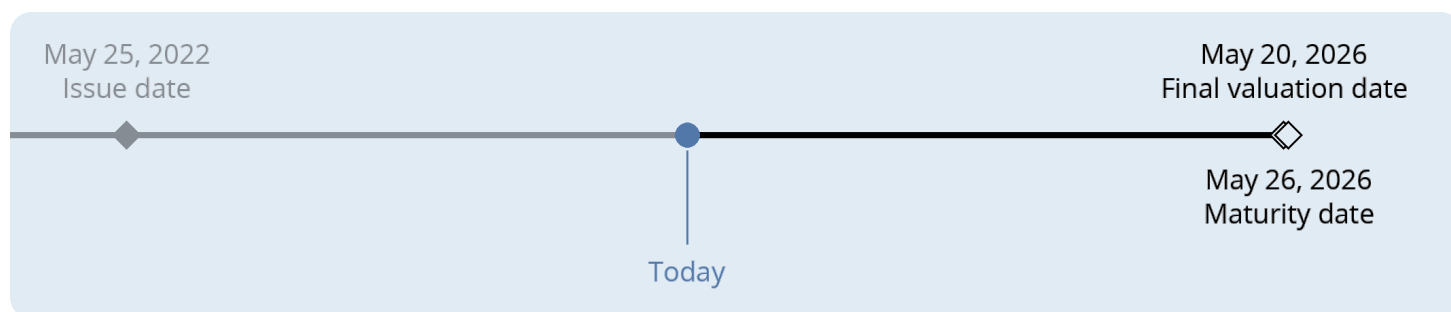 May 25, 2022
Issue date
May 20, 2026
Final valuation date
May 26, 2026
Maturity date
Today